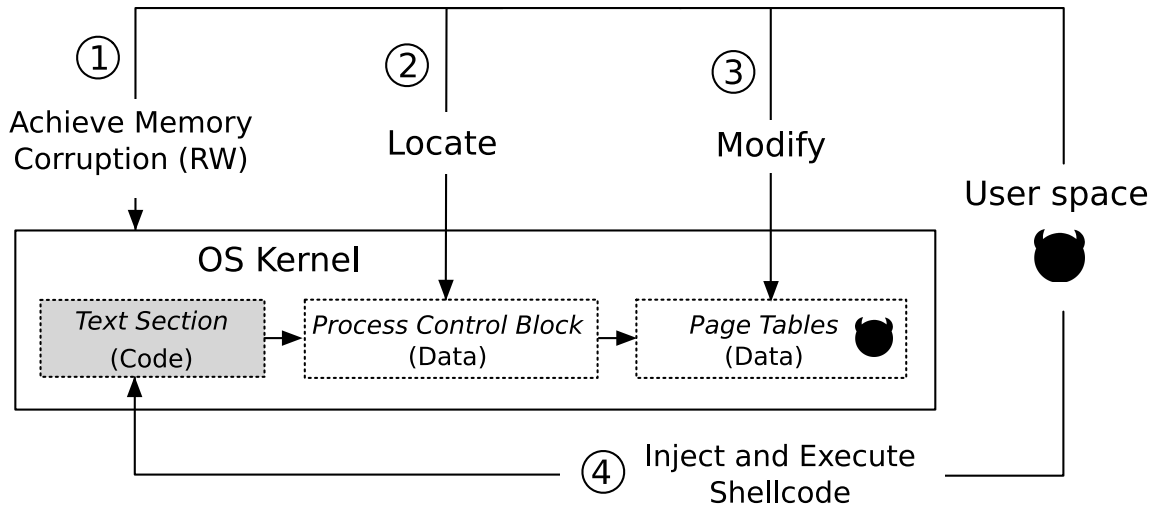 ①
Achieve Memory
Corruption (RW)
②
Locate
③
Modify
User space
OS Kernel
Text Section
(Code)
Process Control Block
(Data)
Page Tables
(Data)
④
Inject and Execute
Shellcode